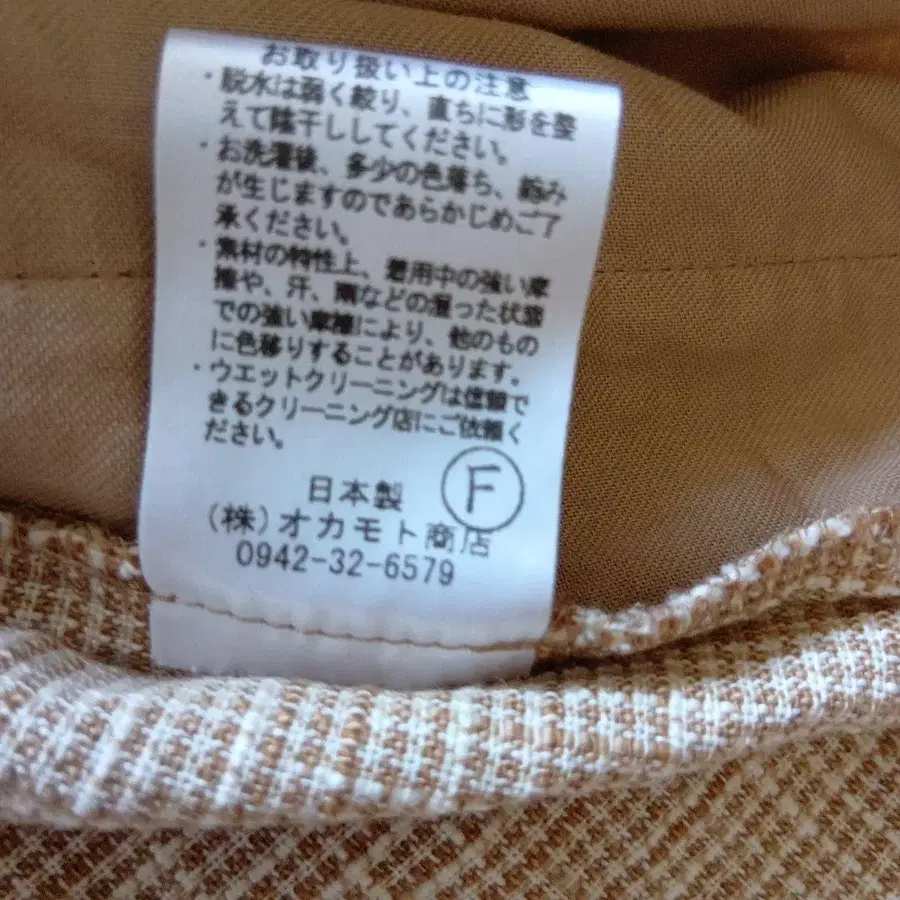 お取り扱い上の注意
・脱水は弱く絞り、直ちに形を整
えて陰干ししてください。
・お洗濯後、多少の色落ち、縮み
が生じますのであらかじめご了
承ください。
・素材の特性上、着用中の強い摩
擦や、汗、雨などの湿った状態
での強い摩擦により、他のもの
に色移りすることがあります。
・ウエットクリーニングは信頼で
きるクリーニング店にご依頼く
ださい。
日本製 F
(株)オカモト商店
0942-32-6579